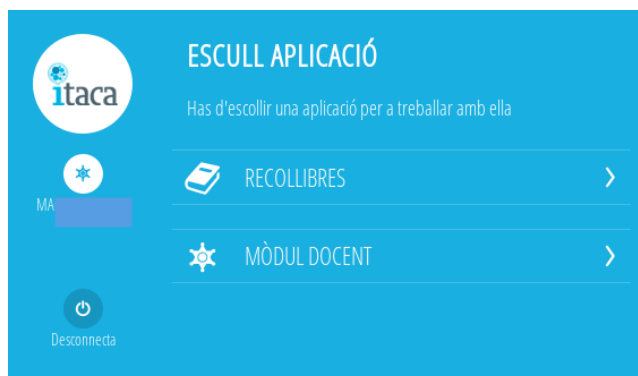 itaca
MA
Desconnecta
ESCULL APLICACIÓ
Has d'escollir una aplicació per a treballar amb ella
RECOLLIBRES
MÒDUL DOCENT